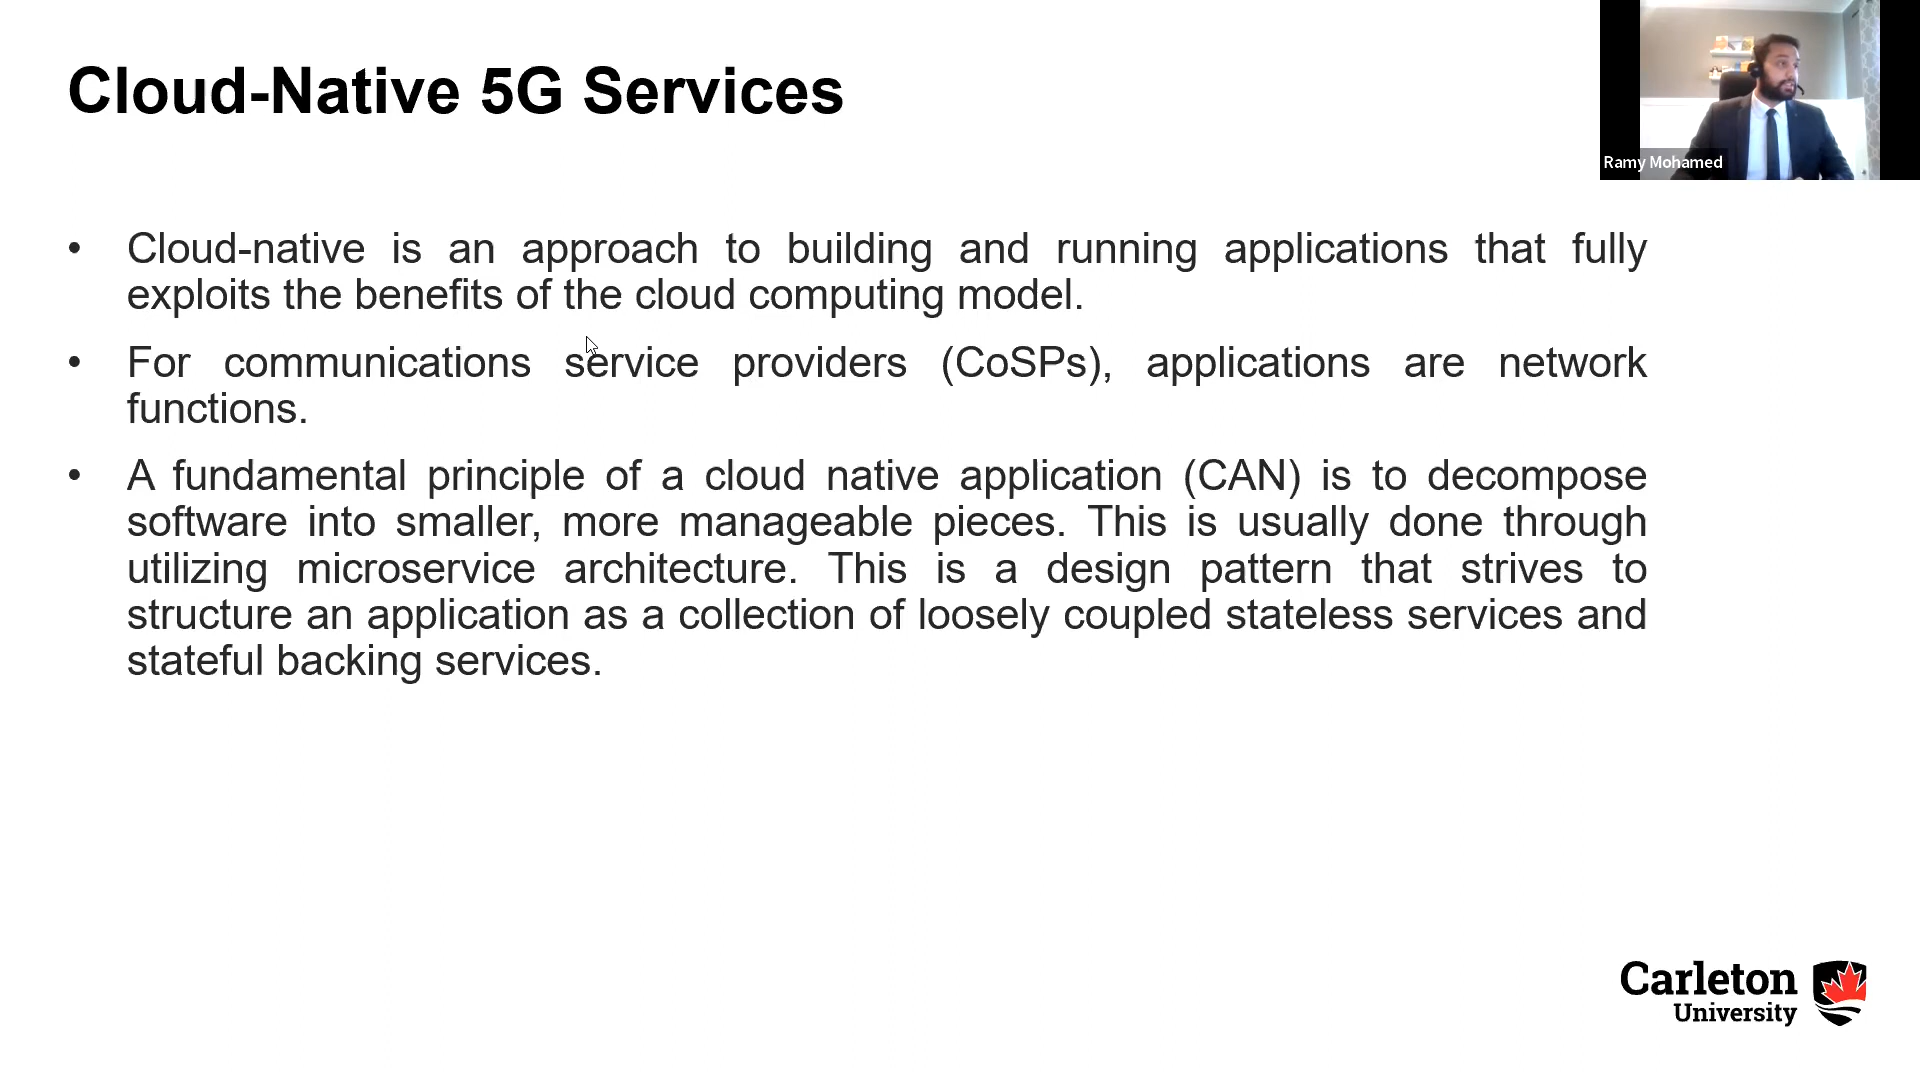 Cloud-Native 5G Services
Ramy Mohamed
• Cloud-native is an approach to building and running applications that fully
exploits the benefits of the cloud computing model.
• For communications service providers (CoSPs), applications are network
functions.
• A fundamental principle of a cloud native application (CAN) is to decompose
software into smaller, more manageable pieces. This is usually done through
utilizing microservice architecture. This is a design pattern that strives to
structure an application as a collection of loosely coupled stateless services and
stateful backing services.
Carleton
University